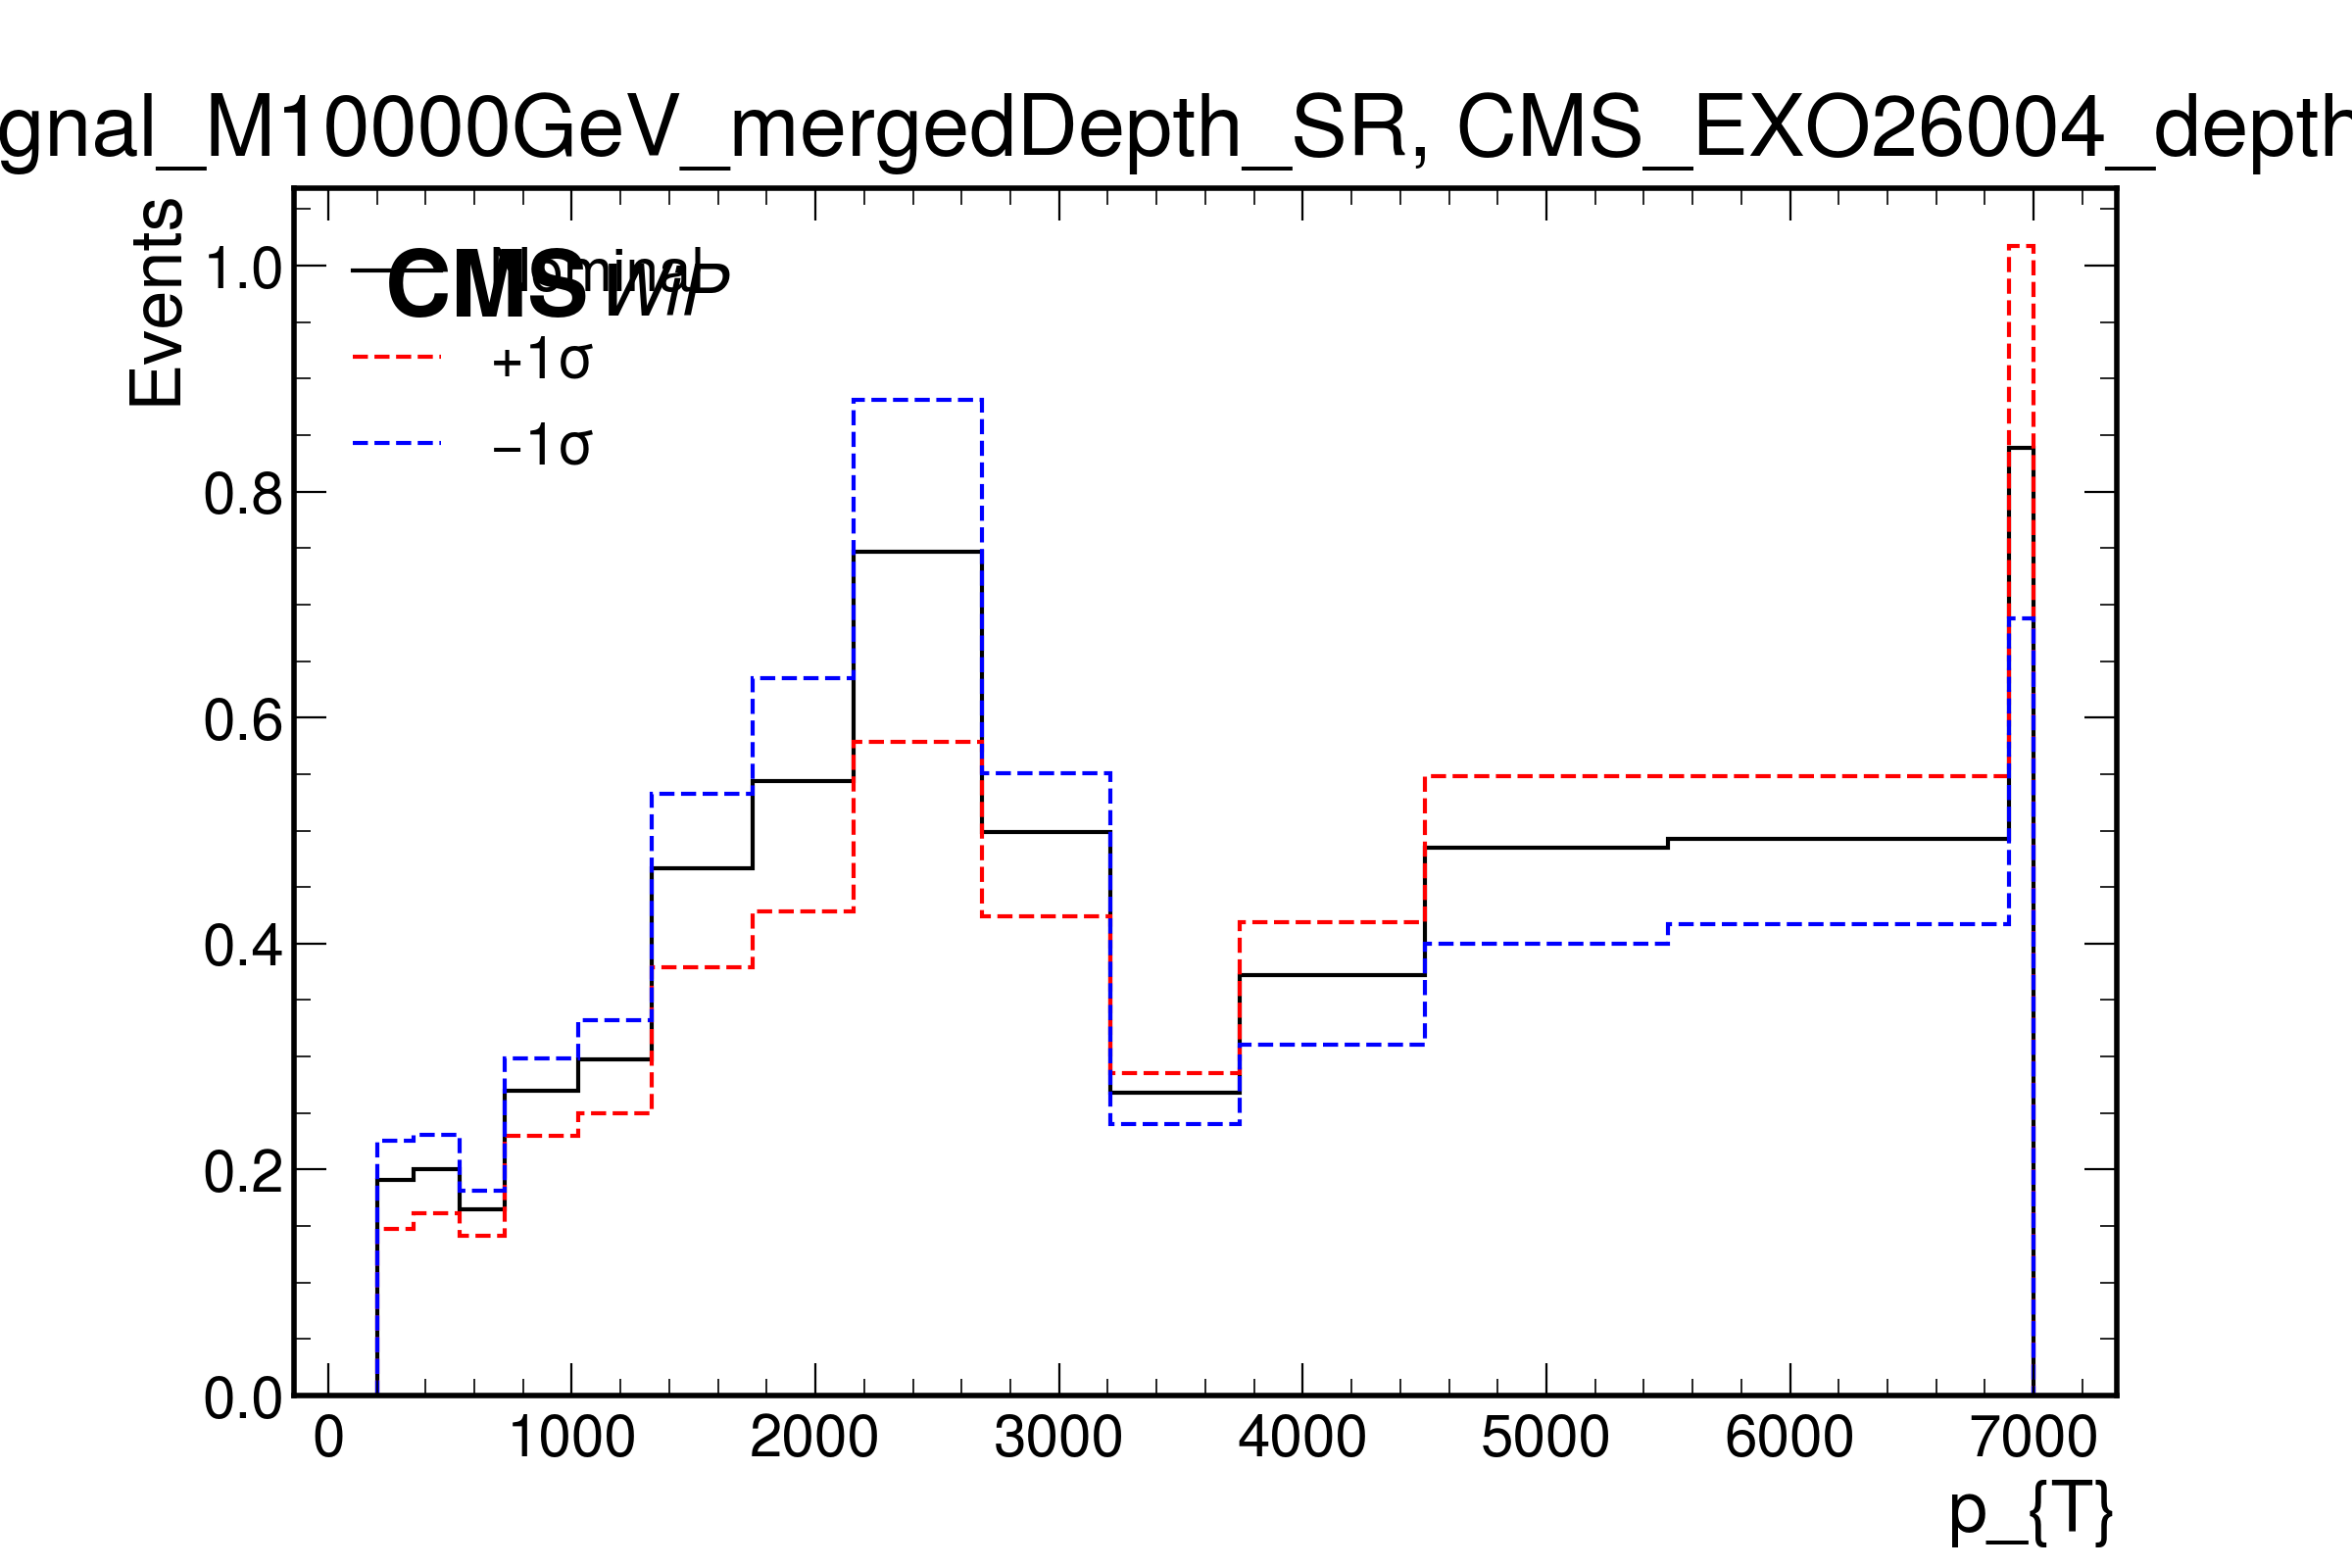 gnal_M10000GeV_mergedDepth_SR, CMS_EXO26004_depth
Events
CMS WiP
Nominal
+1σ
−1σ
1.0
0.8
0.6
0.4
0.2
0.0
0 1000 2000 3000 4000 5000 6000 7000
p_{T}